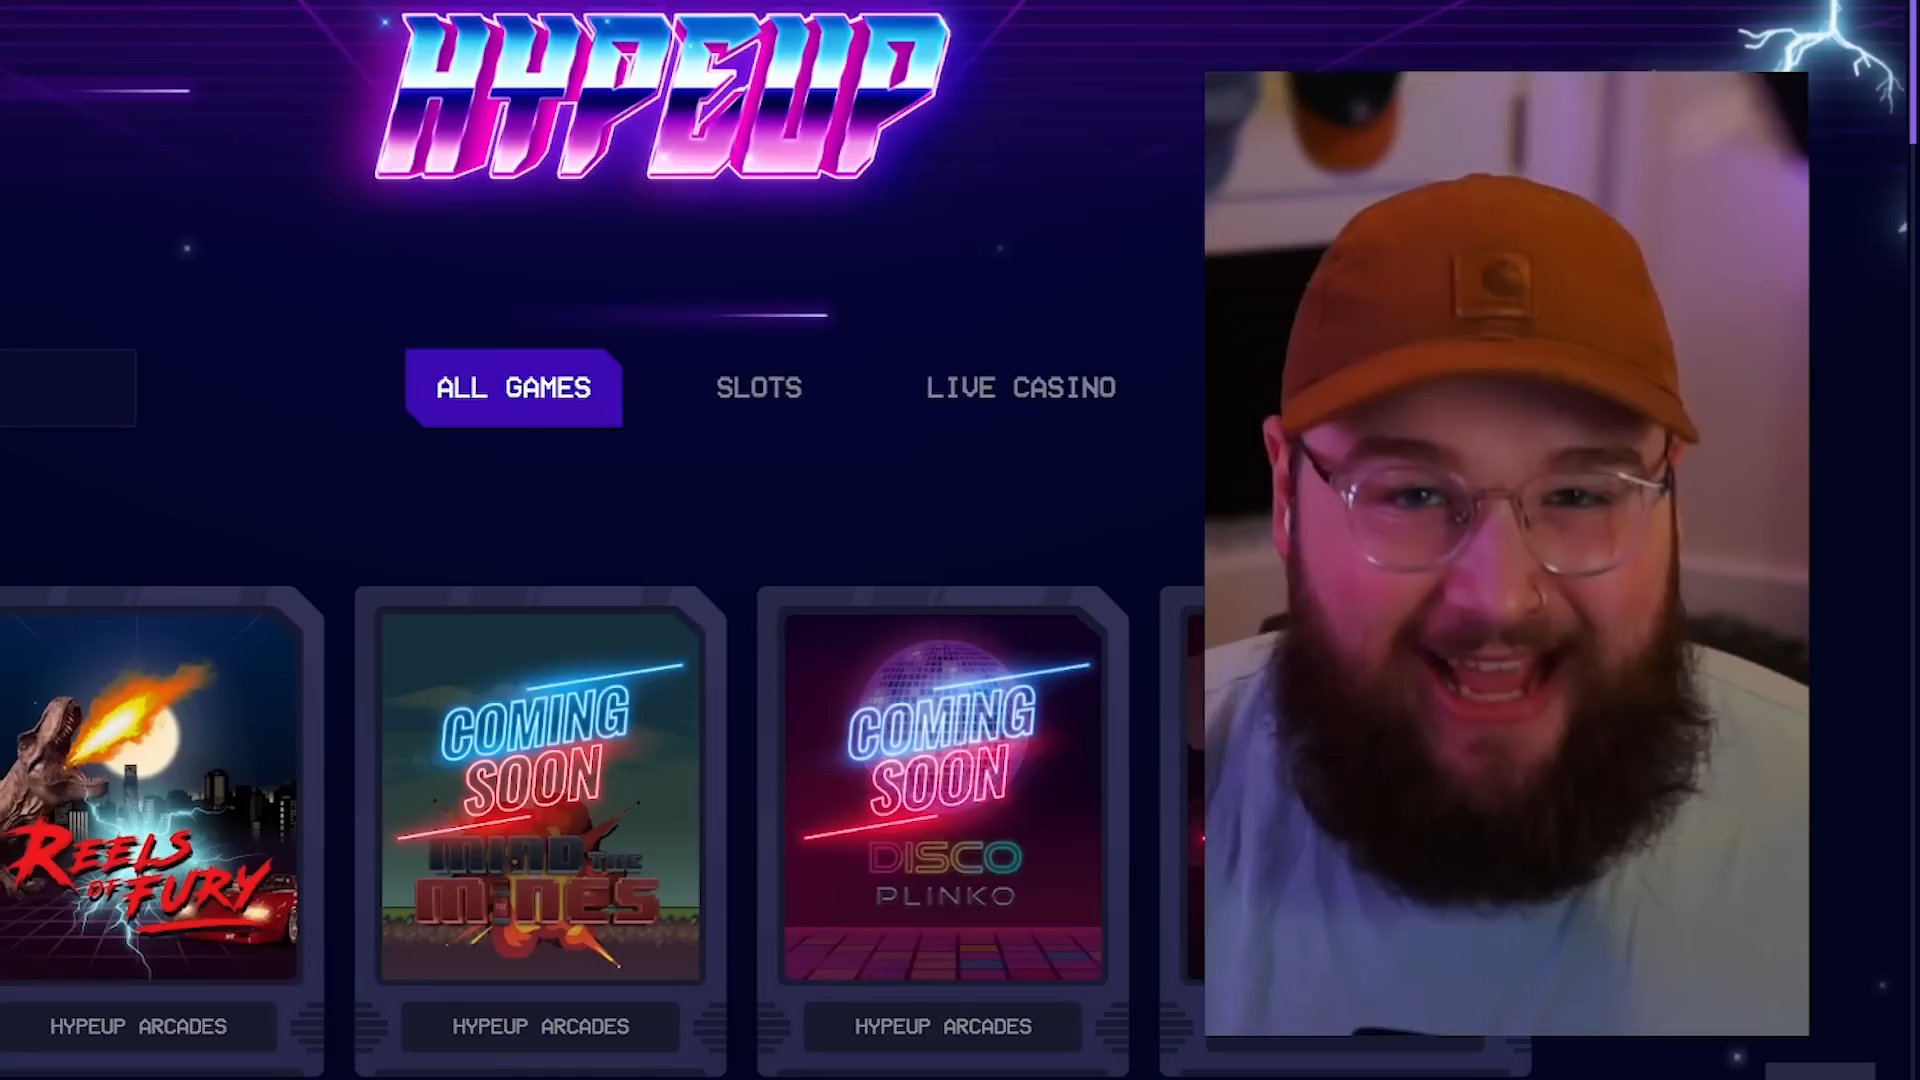 HYPEUP
ALL GAMES
SLOTS
LIVE CASINO
REELS
OF FURY
COMING
SOON
MIND THE
MINES
COMING
SOON
DISCO
PLINKO
HYPEUP ARCADES
HYPEUP ARCADES
HYPEUP ARCADES